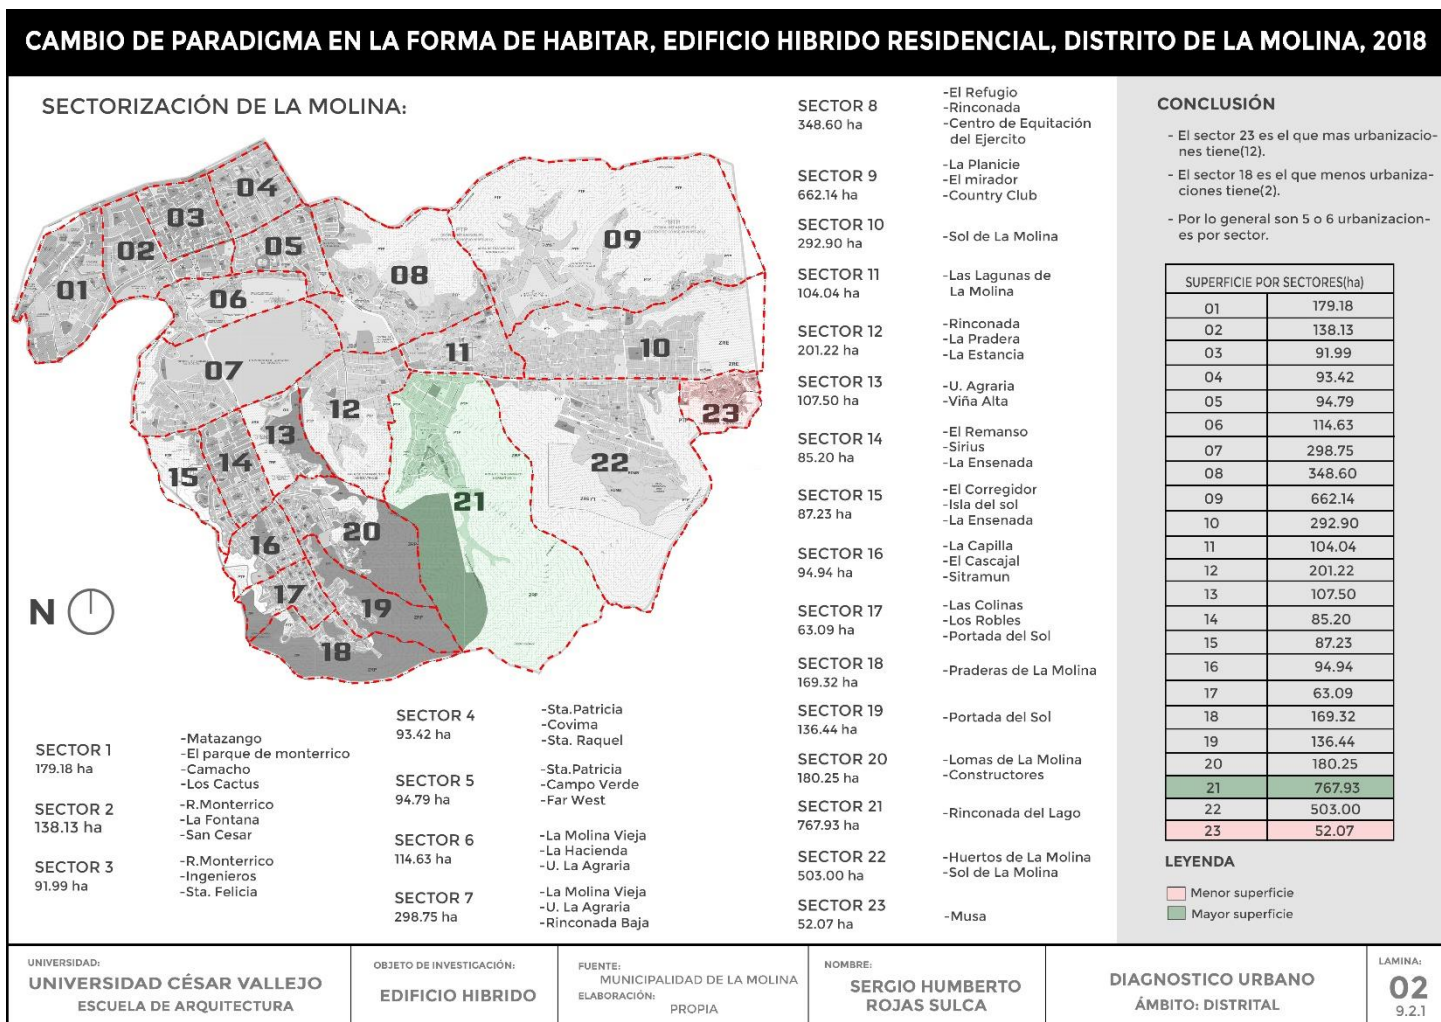 CAMBIO DE PARADIGMA EN LA FORMA DE HABITAR, EDIFICIO HIBRIDO RESIDENCIAL, DISTRITO DE LA MOLINA, 2018
SECTORIZACIÓN DE LA MOLINA:
01
02
03
04
05
06
07
08
09
10
11
12
13
14
15
16
17
18
19
20
21
22
23
N
SECTOR 1
179.18 ha
-Matazango
-El parque de monterrico
-Camacho
-Los Cactus
SECTOR 2
138.13 ha
-R.Monterrico
-La Fontana
-San Cesar
SECTOR 3
91.99 ha
-R.Monterrico
-Ingenieros
-Sta. Felicia
SECTOR 4
93.42 ha
-Sta.Patricia
-Covima
-Sta. Raquel
SECTOR 5
94.79 ha
-Sta.Patricia
-Campo Verde
-Far West
SECTOR 6
114.63 ha
-La Molina Vieja
-La Hacienda
-U. La Agraria
SECTOR 7
298.75 ha
-La Molina Vieja
-U. La Agraria
-Rinconada Baja
SECTOR 8
348.60 ha
-El Refugio
-Rinconada
-Centro de Equitación
del Ejercito
SECTOR 9
662.14 ha
-La Planicie
-El mirador
-Country Club
SECTOR 10
292.90 ha
-Sol de La Molina
SECTOR 11
104.04 ha
-Las Lagunas de
La Molina
SECTOR 12
201.22 ha
-Rinconada
-La Pradera
-La Estancia
SECTOR 13
107.50 ha
-U. Agraria
-Viña Alta
SECTOR 14
85.20 ha
-El Remanso
-Sirius
-La Ensenada
SECTOR 15
87.23 ha
-El Corregidor
-Isla del sol
-La Ensenada
SECTOR 16
94.94 ha
-La Capilla
-El Cascajal
-Sitramun
SECTOR 17
63.09 ha
-Las Colinas
-Los Robles
-Portada del Sol
SECTOR 18
169.32 ha
-Praderas de La Molina
SECTOR 19
136.44 ha
-Portada del Sol
SECTOR 20
180.25 ha
-Lomas de La Molina
-Constructores
SECTOR 21
767.93 ha
-Rinconada del Lago
SECTOR 22
503.00 ha
-Huertos de La Molina
-Sol de La Molina
SECTOR 23
52.07 ha
-Musa
CONCLUSIÓN
- El sector 23 es el que mas urbanizacio-
nes tiene(12).
- El sector 18 es el que menos urbaniza-
ciones tiene(2).
- Por lo general son 5 o 6 urbanizacion-
es por sector.
SUPERFICIE POR SECTORES(ha)
01 179.18
02 138.13
03 91.99
04 93.42
05 94.79
06 114.63
07 298.75
08 348.60
09 662.14
10 292.90
11 104.04
12 201.22
13 107.50
14 85.20
15 87.23
16 94.94
17 63.09
18 169.32
19 136.44
20 180.25
21 767.93
22 503.00
23 52.07
LEYENDA
Menor superficie
Mayor superficie
UNIVERSIDAD:
UNIVERSIDAD CÉSAR VALLEJO
ESCUELA DE ARQUITECTURA
OBJETO DE INVESTIGACIÓN:
EDIFICIO HIBRIDO
FUENTE:
MUNICIPALIDAD DE LA MOLINA
ELABORACIÓN:
PROPIA
NOMBRE:
SERGIO HUMBERTO
ROJAS SULCA
DIAGNOSTICO URBANO
ÁMBITO: DISTRITAL
LAMINA:
02
9.2.1